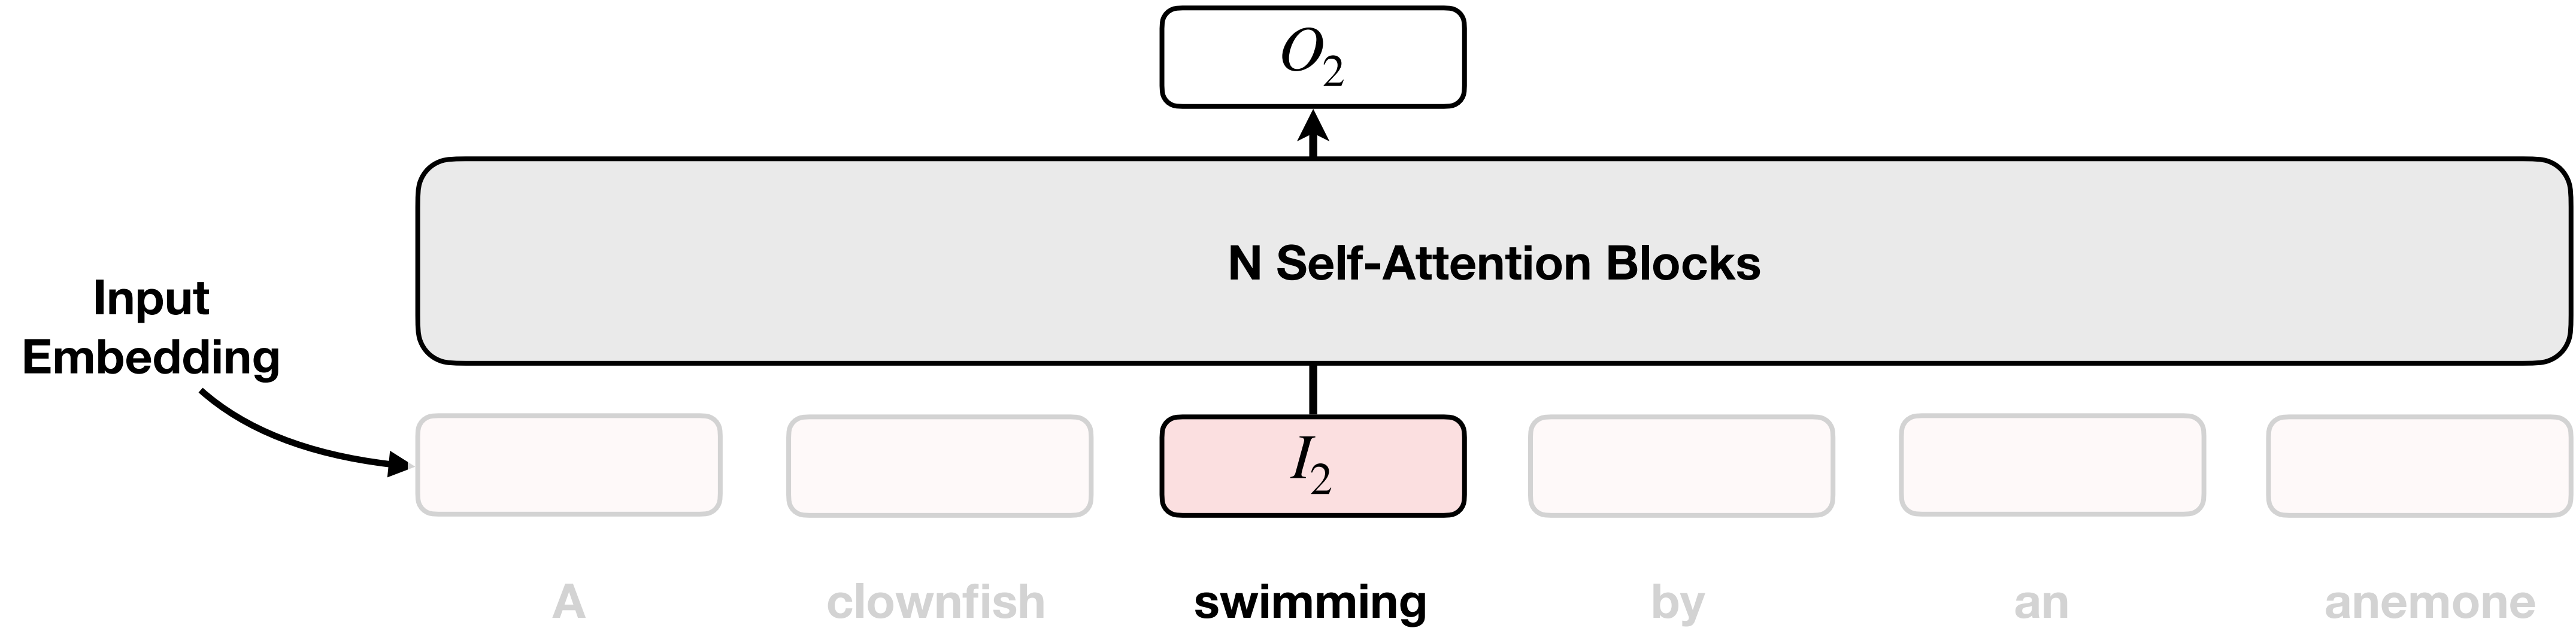 O₂
N Self-Attention Blocks
Input
Embedding
I₂
A clownfish swimming by an anemone